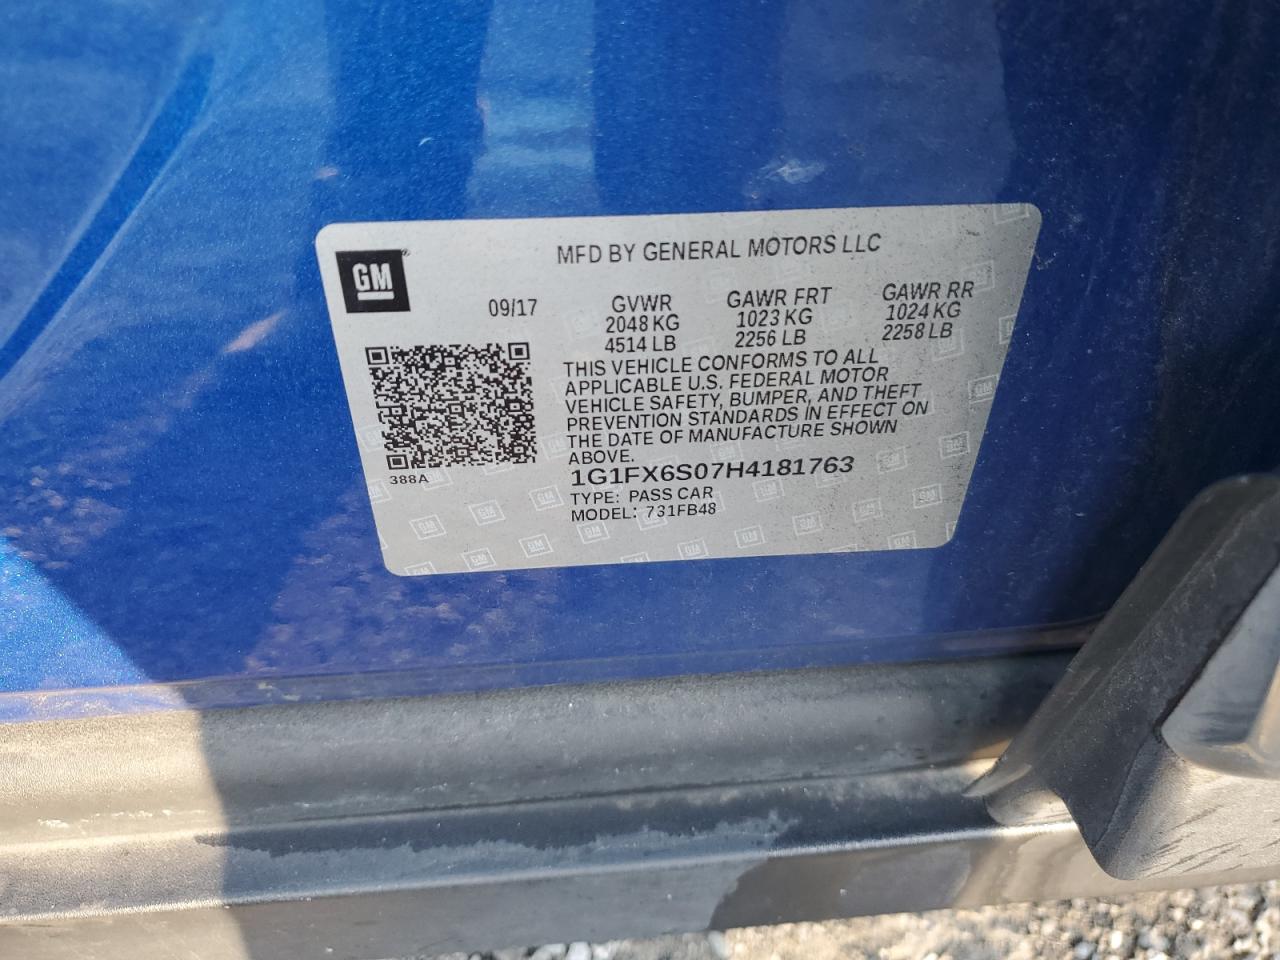 MFD BY GENERAL MOTORS LLC
GM®
09/17
GVWR
2048 KG
4514 LB
GAWR FRT
1023 KG
2256 LB
GAWR RR
1024 KG
2258 LB
THIS VEHICLE CONFORMS TO ALL
APPLICABLE U.S. FEDERAL MOTOR
VEHICLE SAFETY, BUMPER, AND THEFT
PREVENTION STANDARDS IN EFFECT ON
THE DATE OF MANUFACTURE SHOWN
ABOVE.
388A
1G1FX6S07H4181763
TYPE: PASS CAR
MODEL: 731FB48